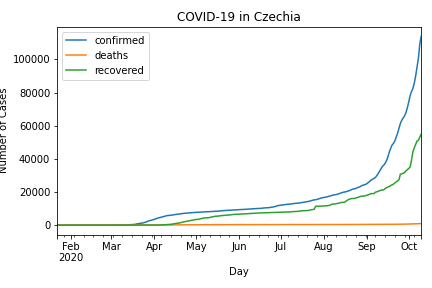 COVID-19 in Czechia
confirmed
deaths
recovered
Number of Cases
100000
80000
60000
40000
20000
0
Feb Mar Apr May Jun Jul Aug Sep Oct
2020
Day